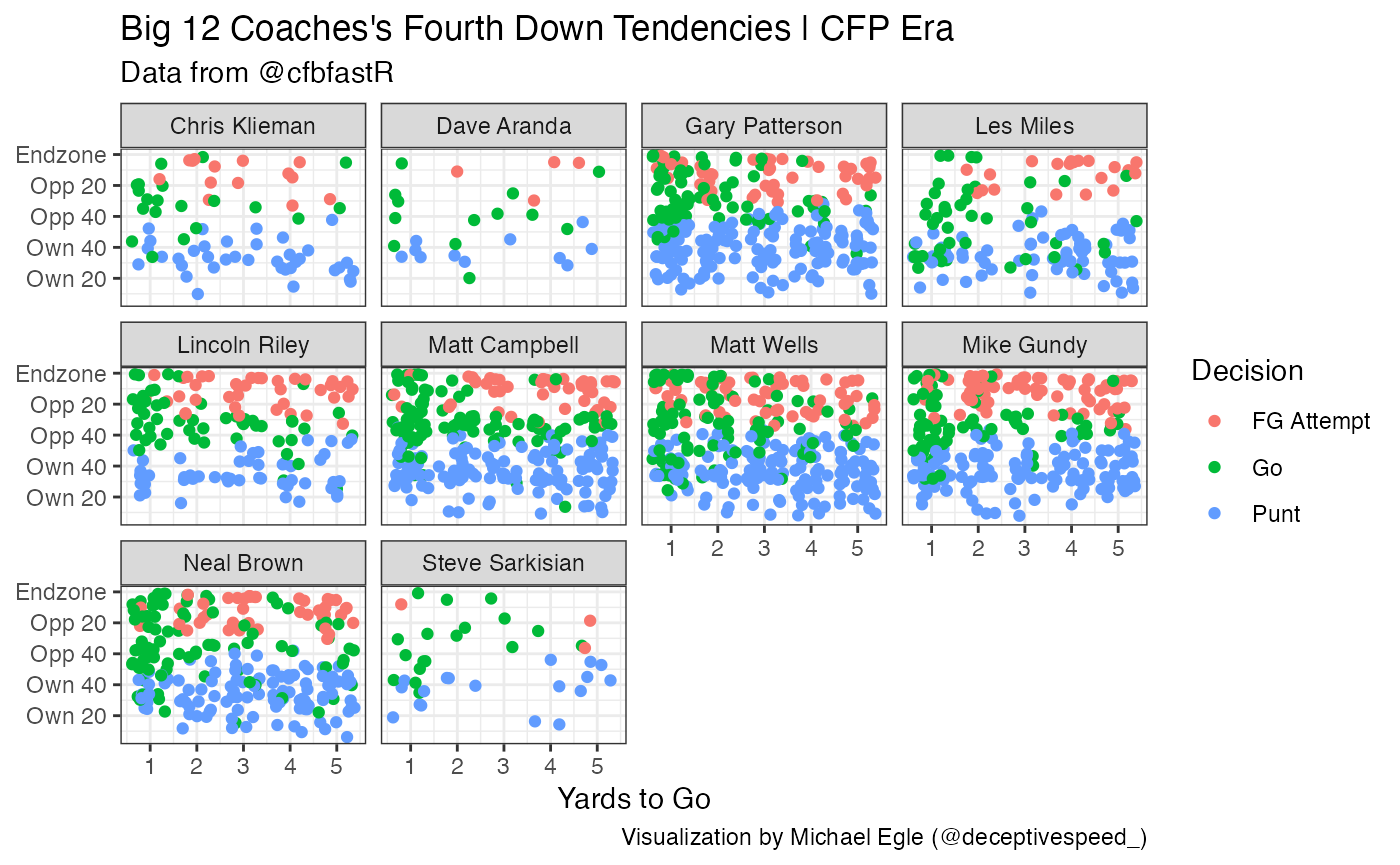 Big 12 Coaches's Fourth Down Tendencies | CFP Era
Data from @cfbfastR
Chris Klieman
Dave Aranda
Gary Patterson
Les Miles
Endzone
Opp 20
Opp 40
Own 40
Own 20
Lincoln Riley
Matt Campbell
Matt Wells
Mike Gundy
Endzone
Opp 20
Opp 40
Own 40
Own 20
1 2 3 4 5
1 2 3 4 5
Neal Brown
Steve Sarkisian
Endzone
Opp 20
Opp 40
Own 40
Own 20
1 2 3 4 5
1 2 3 4 5
Yards to Go
Decision
FG Attempt
Go
Punt
Visualization by Michael Egle (@deceptivespeed_)